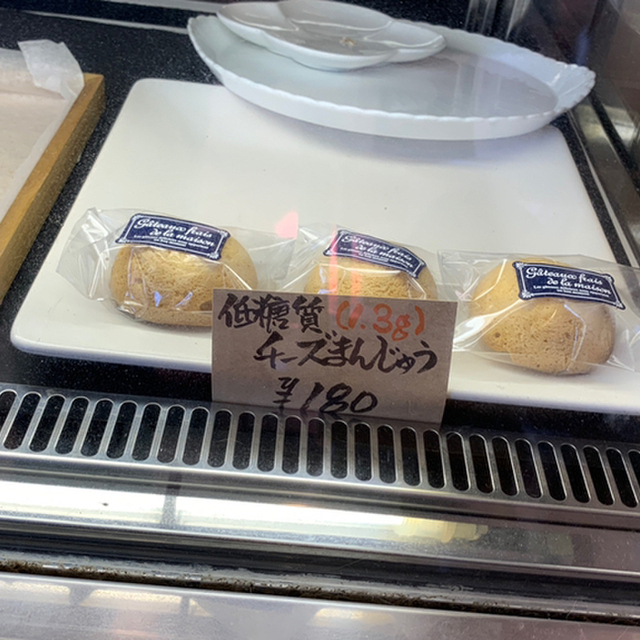 Gâteaux frais
de la maison
Gâteaux frais
de la maison
Gâteaux frais
de la maison
低糖質(1.3g)
チーズまんじゅう
¥180